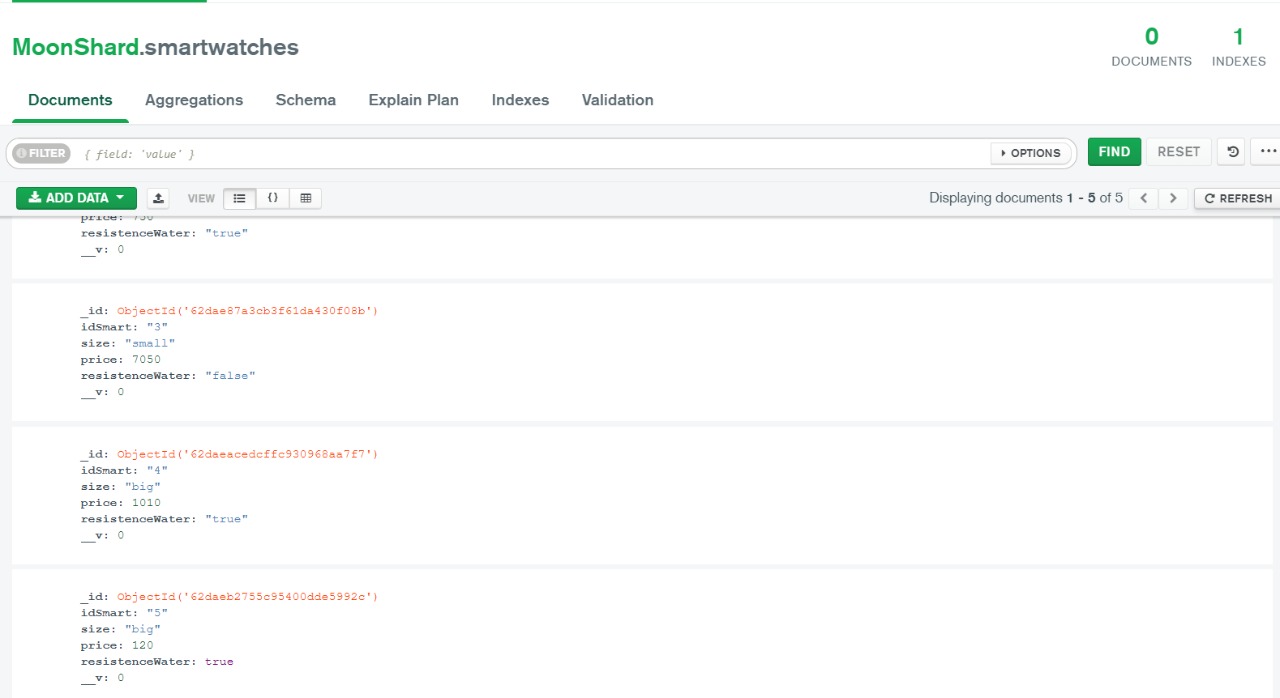 MoonShard.smartwatches
0
DOCUMENTS
1
INDEXES
Documents Aggregations Schema Explain Plan Indexes Validation
FILTER { field: 'value' } OPTIONS FIND RESET
ADD DATA VIEW {} Displaying documents 1 - 5 of 5 REFRESH
price: 750
resistenceWater: "true"
__v: 0
_id: ObjectId('62dae87a3cb3f61da430f08b')
idSmart: "3"
size: "small"
price: 7050
resistenceWater: "false"
__v: 0
_id: ObjectId('62daeacedcffc930968aa7f7')
idSmart: "4"
size: "big"
price: 1010
resistenceWater: "true"
__v: 0
_id: ObjectId('62daeb2755c95400dde5992c')
idSmart: "5"
size: "big"
price: 120
resistenceWater: true
__v: 0